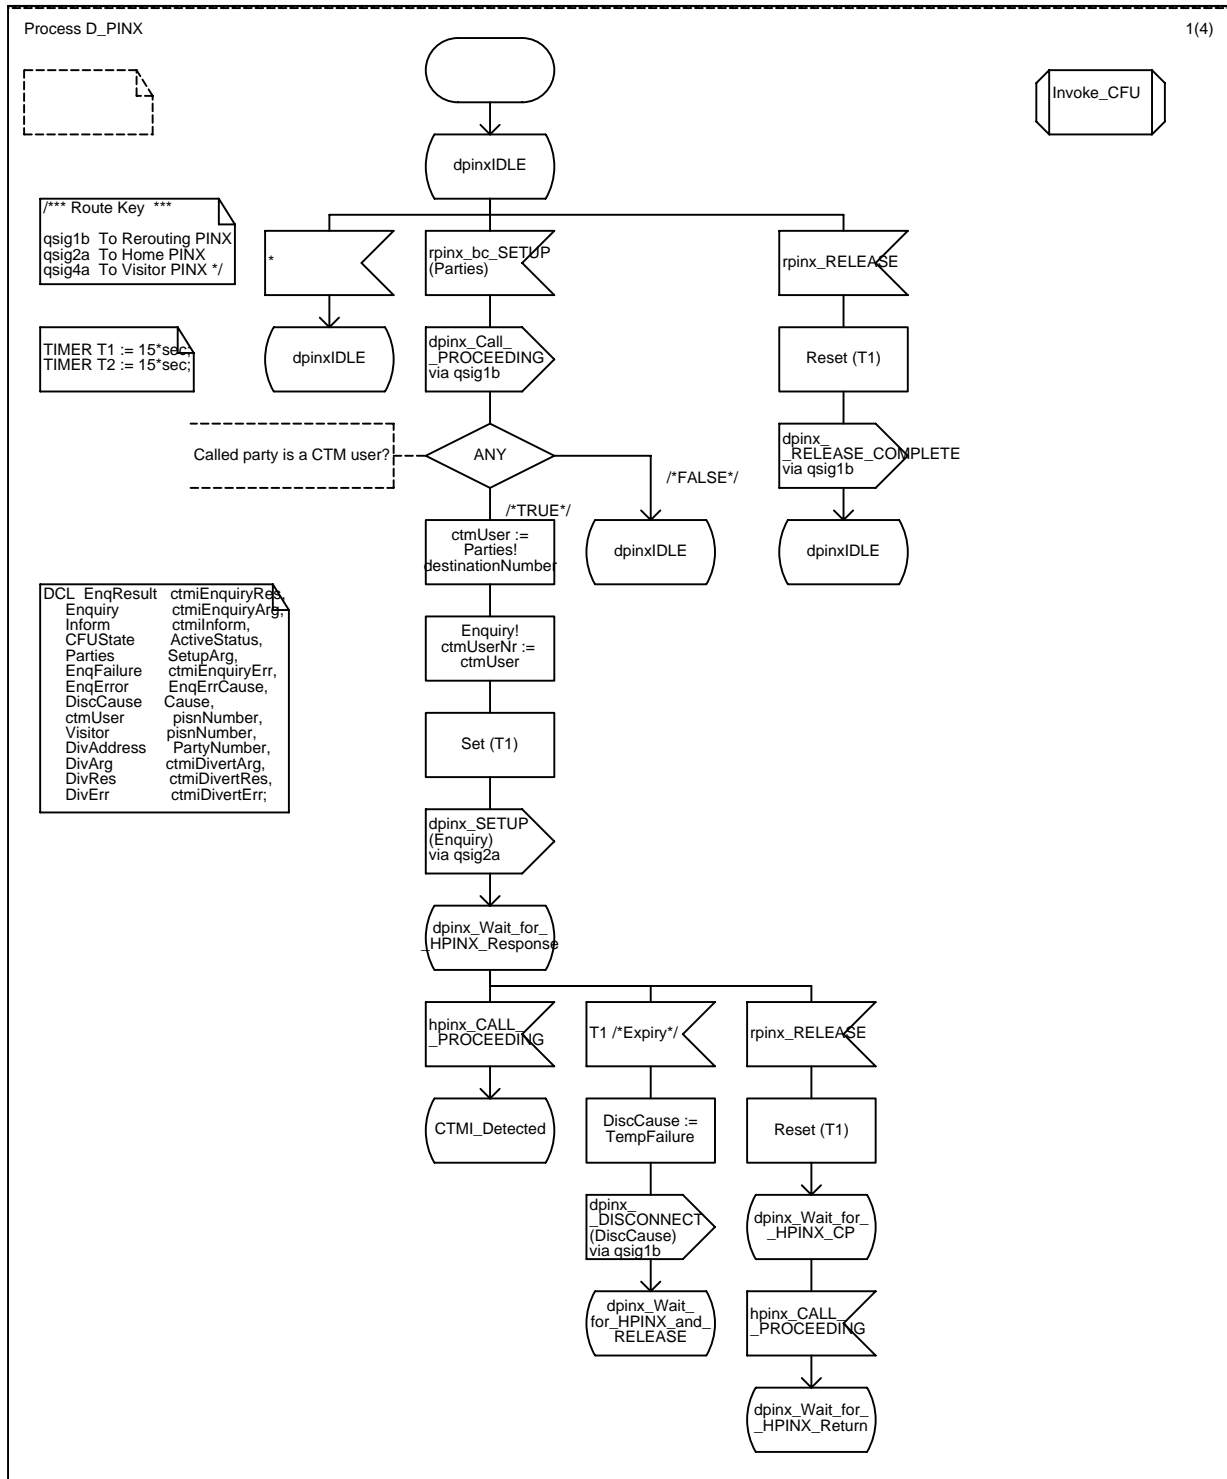 Process D_PINX
1(4)
Invoke_CFU
dpinxIDLE
/*** Route Key ***
qsig1b To Rerouting PINX
qsig2a To Home PINX
qsig4a To Visitor PINX */
*
rpinx_bc_SETUP
(Parties)
rpinx_RELEASE
TIMER T1 := 15*sec;
TIMER T2 := 15*sec;
dpinxIDLE
dpinx_Call_
_PROCEEDING
via qsig1b
Reset (T1)
Called party is a CTM user?
ANY
dpinx_
_RELEASE_COMPLETE
via qsig1b
/*FALSE*/
/*TRUE*/
ctmUser :=
Parties!
destinationNumber
dpinxIDLE
dpinxIDLE
DCL EnqResult ctmiEnquiryRes,
Enquiry ctmiEnquiryArg,
Inform ctmiInform,
CFUState ActiveStatus,
Parties SetupArg,
EnqFailure ctmiEnquiryErr,
EnqError EnqErrCause,
DiscCause Cause,
ctmUser pisnNumber,
Visitor pisnNumber,
DivAddress PartyNumber,
DivArg ctmiDivertArg,
DivRes ctmiDivertRes,
DivErr ctmiDivertErr;
Enquiry!
ctmUserNr :=
ctmUser
Set (T1)
dpinx_SETUP
(Enquiry)
via qsig2a
dpinx_Wait_for_
_HPINX_Response
hpinx_CALL_
_PROCEEDING
T1 /*Expiry*/
rpinx_RELEASE
CTMI_Detected
DiscCause :=
TempFailure
Reset (T1)
dpinx_
_DISCONNECT
(DiscCause)
via qsig1b
dpinx_Wait_for_
_HPINX_CP
dpinx_Wait_
for_HPINX_and_
RELEASE
hpinx_CALL_
_PROCEEDING
dpinx_Wait_for_
_HPINX_Return